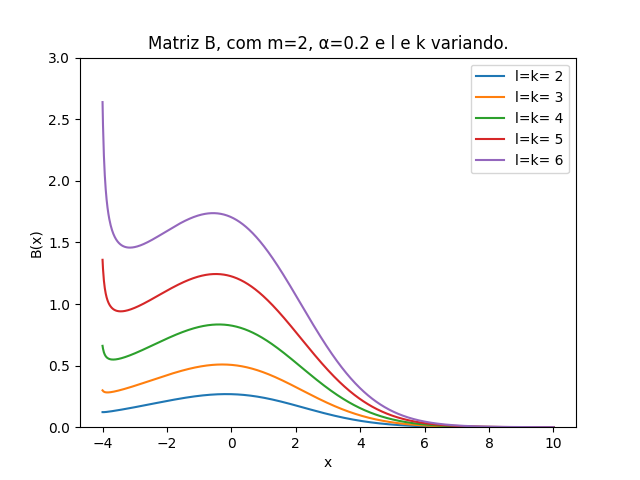 Matriz B, com m=2, α=0.2 e l e k variando.
l=k= 2
l=k= 3
l=k= 4
l=k= 5
l=k= 6
B(x)
3.0
2.5
2.0
1.5
1.0
0.5
0.0
−4 −2 0 2 4 6 8 10
x